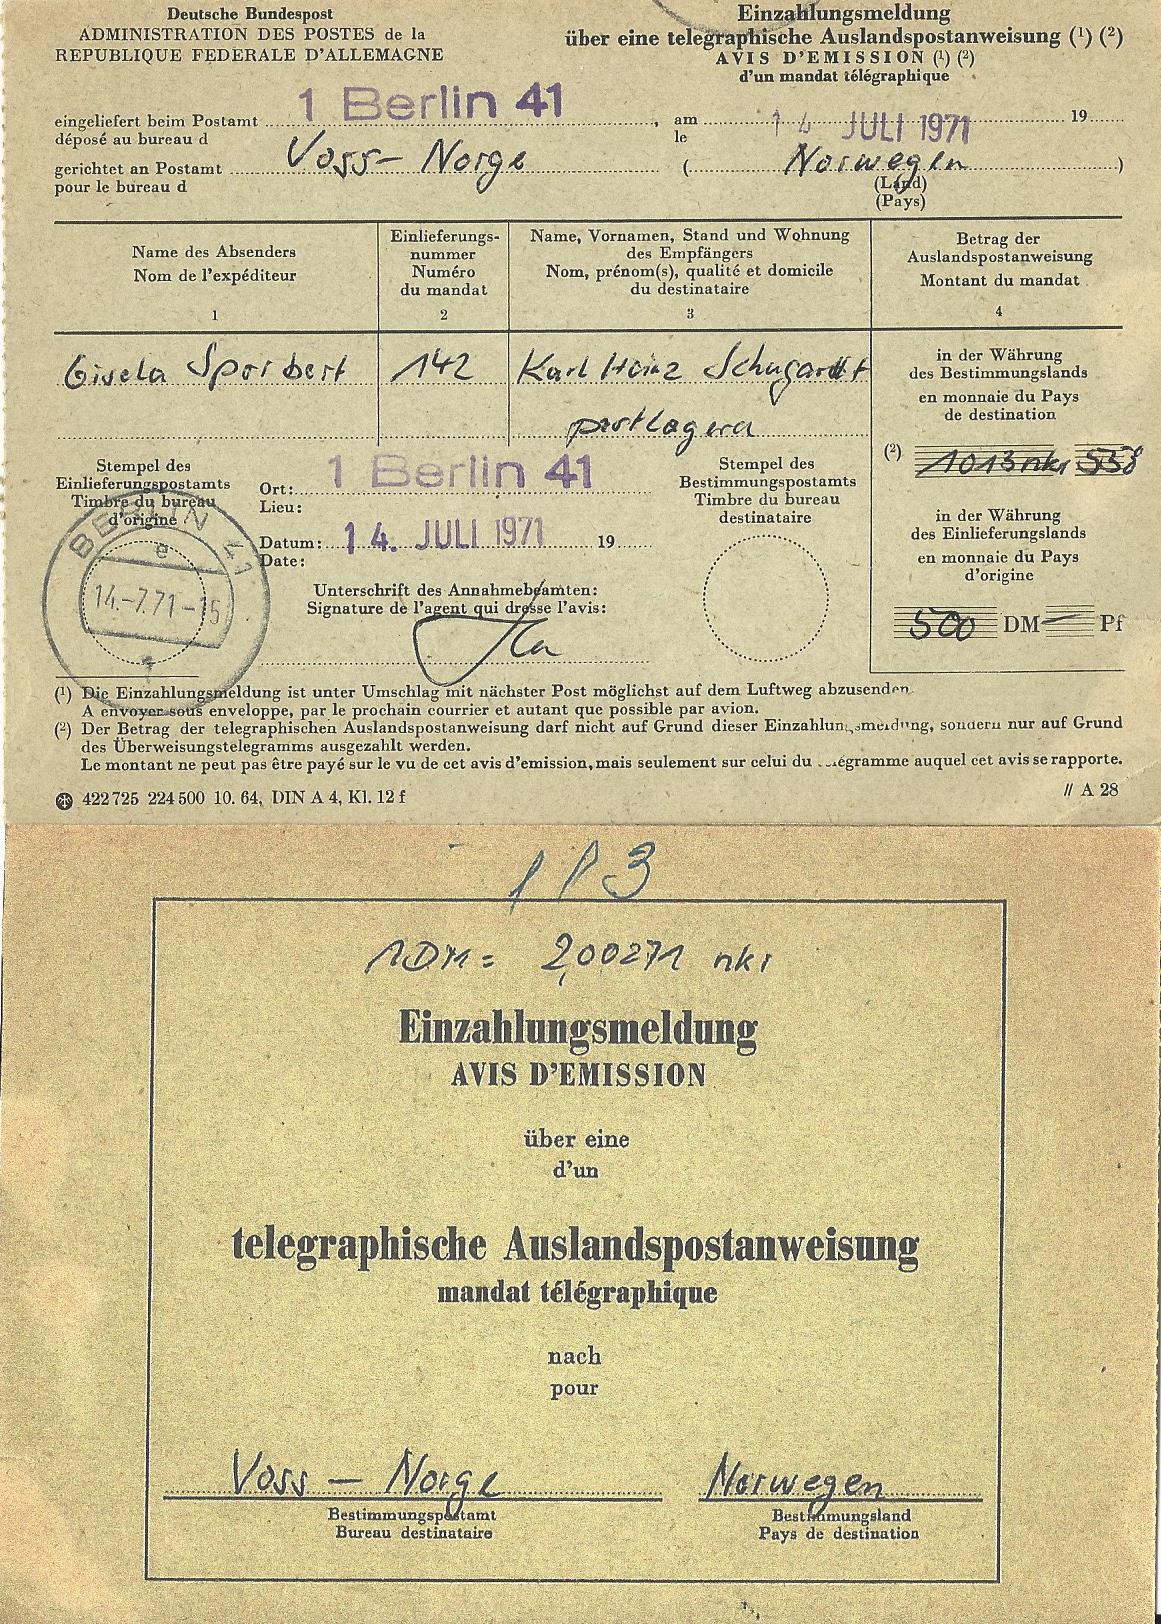 Deutsche Bundespost
ADMINISTRATION DES POSTES de la
REPUBLIQUE FEDERALE D'ALLEMAGNE
Einzahlungsmeldung
über eine telegraphische Auslandspostanweisung (¹) (²)
AVIS D'EMISSION (¹) (²)
d'un mandat télégraphique
eingeliefert beim Postamt 1 Berlin 41, am 14 JULI 1971 19
déposé au bureau d le
gerichtet an Postamt Voss – Norge ( Norwegen )
pour le bureau d (Land)
(Pays)
Name des Absenders
Nom de l'expéditeur
1
Einlieferungs-
nummer
Numéro
du mandat
2
Name, Vornamen, Stand und Wohnung
des Empfängers
Nom, prénom(s), qualité et domicile
du destinataire
3
Betrag der
Auslandspostanweisung
Montant du mandat
4
Gisela Sporbert 142 Karl Heinz Schugardt
postlagernd
in der Währung
des Bestimmungslands
en monnaie du Pays
de destination
(²) 1013 nkr 558
in der Währung
des Einlieferungslands
en monnaie du Pays
d'origine
500 DM — Pf
Stempel des
Einlieferungspostamts
Timbre du bureau
d'origine
BERLIN 41
e
14.-7.71-15
Ort: 1 Berlin 41
Lieu:
Datum: 14. JULI 1971 19
Date:
Unterschrift des Annahmebeamten:
Signature de l'agent qui dresse l'avis:
Stempel des
Bestimmungspostamts
Timbre du bureau
destinataire
(¹) Die Einzahlungsmeldung ist unter Umschlag mit nächster Post möglichst auf dem Luftweg abzusenden.
A envoyer sous enveloppe, par le prochain courrier et autant que possible par avion.
(²) Der Betrag der telegraphischen Auslandspostanweisung darf nicht auf Grund dieser Einzahlungsmeldung, sondern nur auf Grund
des Überweisungstelegramms ausgezahlt werden.
Le montant ne peut pas être payé sur le vu de cet avis d'emission, mais seulement sur celui du télégramme auquel cet avis se rapporte.
422 725 224 500 10. 64, DIN A 4, Kl. 12 f
// A 28
1 DM = 2,00271 nkr
Einzahlungsmeldung
AVIS D'EMISSION
über eine
d'un
telegraphische Auslandspostanweisung
mandat télégraphique
nach
pour
Voss – Norge Norwegen
Bestimmungspostamt Bestimmungsland
Bureau destinataire Pays de destination